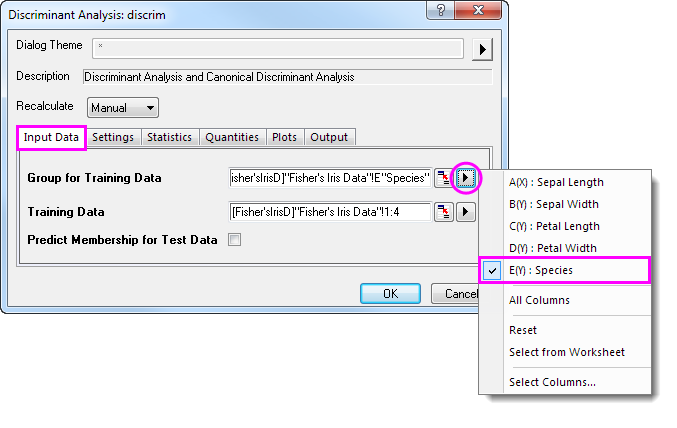 Discriminant Analysis: discrim
Dialog Theme *
Description Discriminant Analysis and Canonical Discriminant Analysis
Recalculate Manual
Input Data Settings Statistics Quantities Plots Output
Group for Training Data isher'sIrisD]"Fisher's Iris Data"!E"Species"
Training Data [Fisher'sIrisD]"Fisher's Iris Data"!1:4
Predict Membership for Test Data
OK Cancel
A(X) : Sepal Length
B(Y) : Sepal Width
C(Y) : Petal Length
D(Y) : Petal Width
E(Y) : Species
All Columns
Reset
Select from Worksheet
Select Columns...